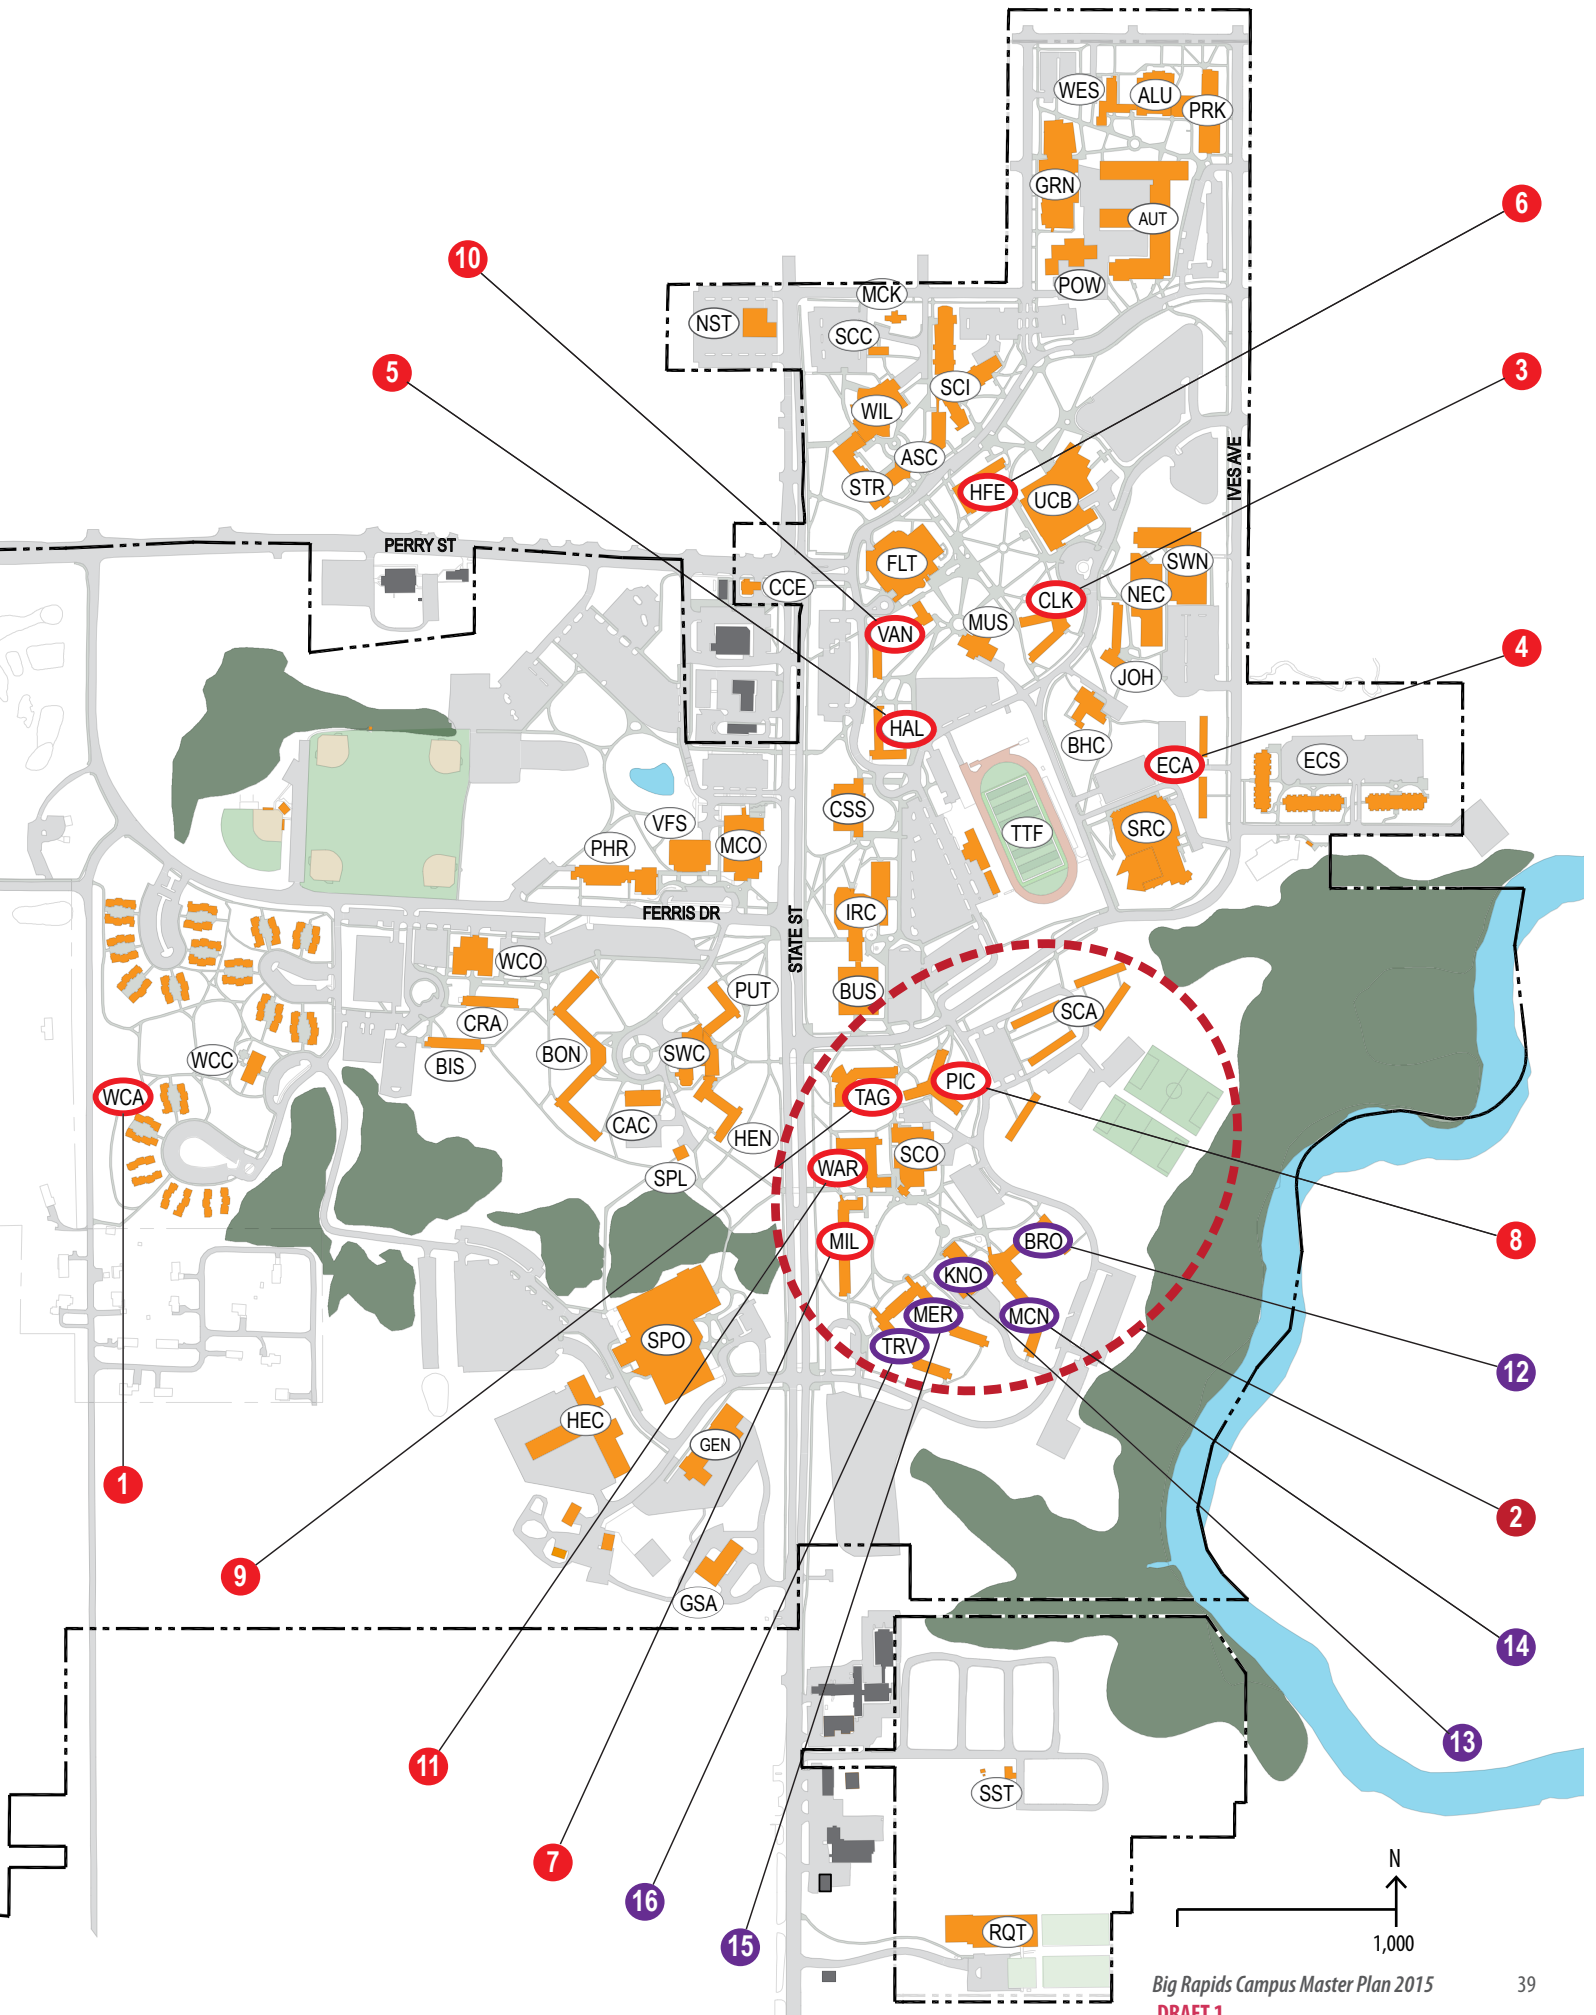 WES
ALU
PRK
GRN
AUT
6
10
POW
MCK
NST
SCC
5
3
SCI
WIL
ASC
STR
HFE
UCB
IVES AVE
PERRY ST
FLT
SWN
CCE
NEC
CLK
VAN
MUS
4
JOH
HAL
BHC
ECA
ECS
CSS
VFS
TTF
SRC
MCO
PHR
FERRIS DR
IRC
STATE ST
WCO
PUT
BUS
SCA
CRA
BON
SWC
WCC
BIS
PIC
WCA
TAG
CAC
HEN
SCO
WAR
SPL
MIL
BRO
8
KNO
MER
MCN
SPO
TRV
12
HEC
GEN
1
2
9
GSA
14
13
11
SST
7
N
16
RQT
15
1,000
Big Rapids Campus Master Plan 2015 39
DRAFT 1